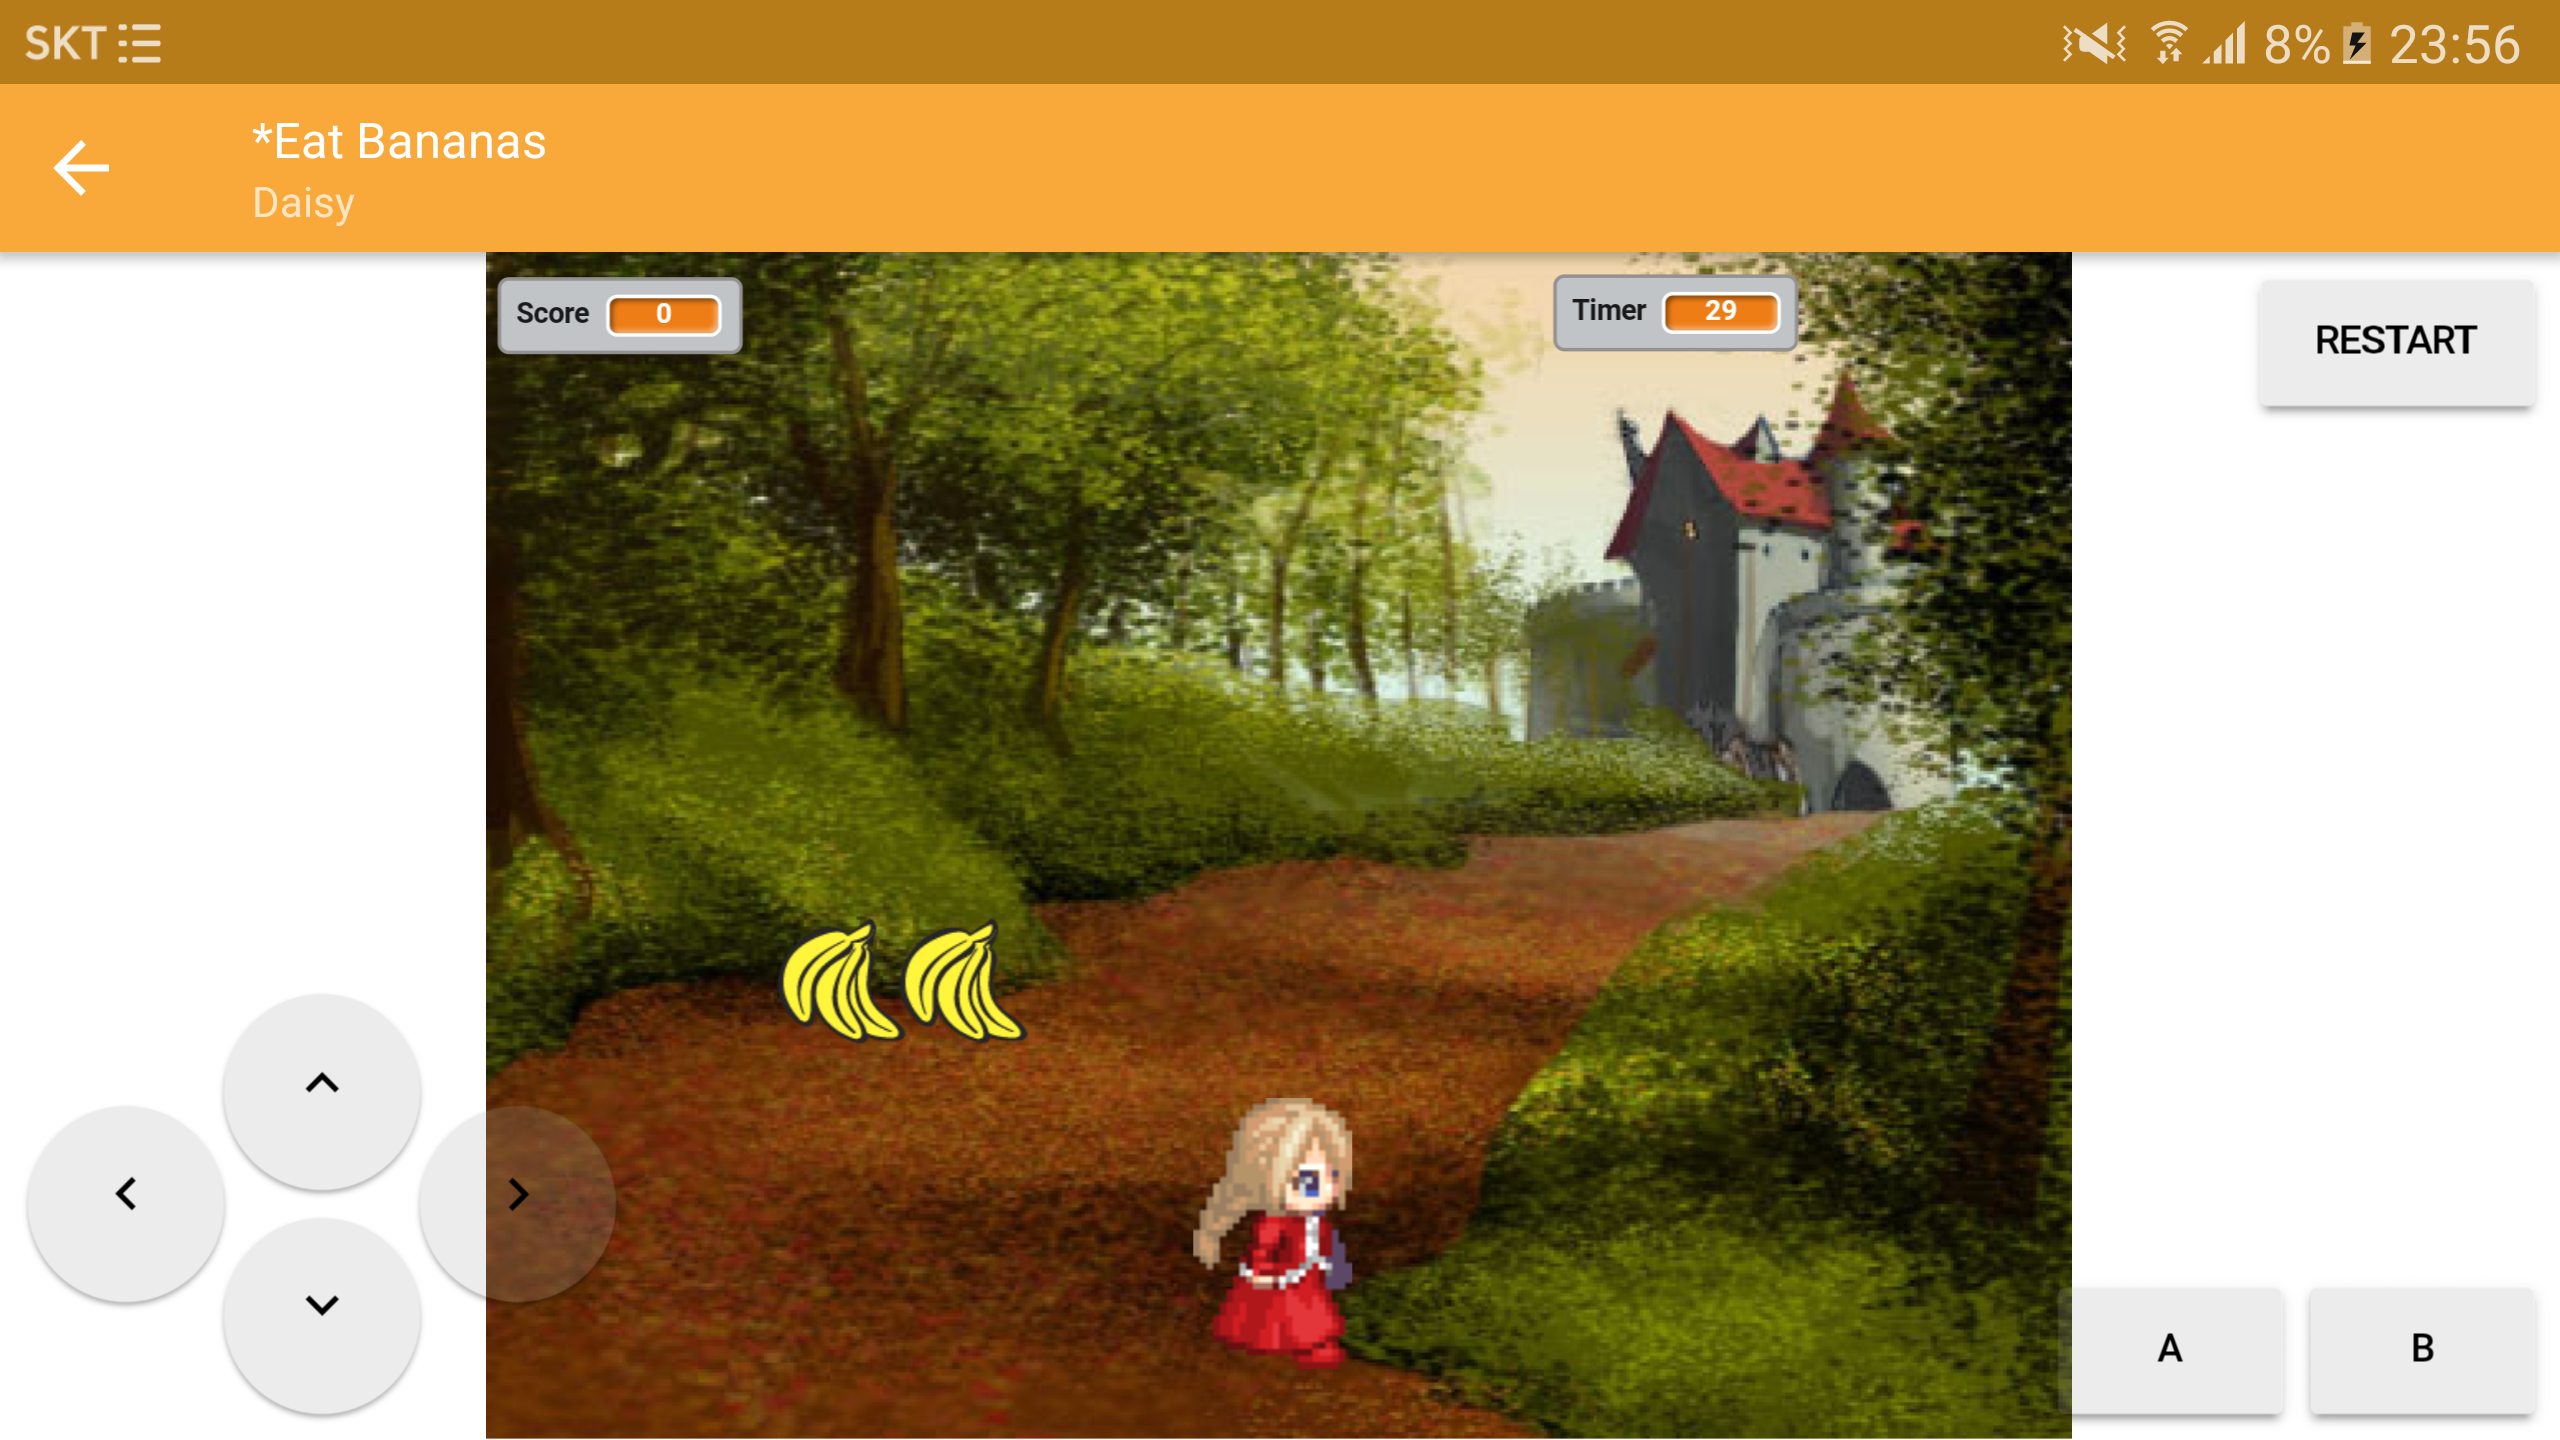 SKT 8% 23:56
*Eat Bananas
Daisy
Score 0 Timer 29
RESTART
A B